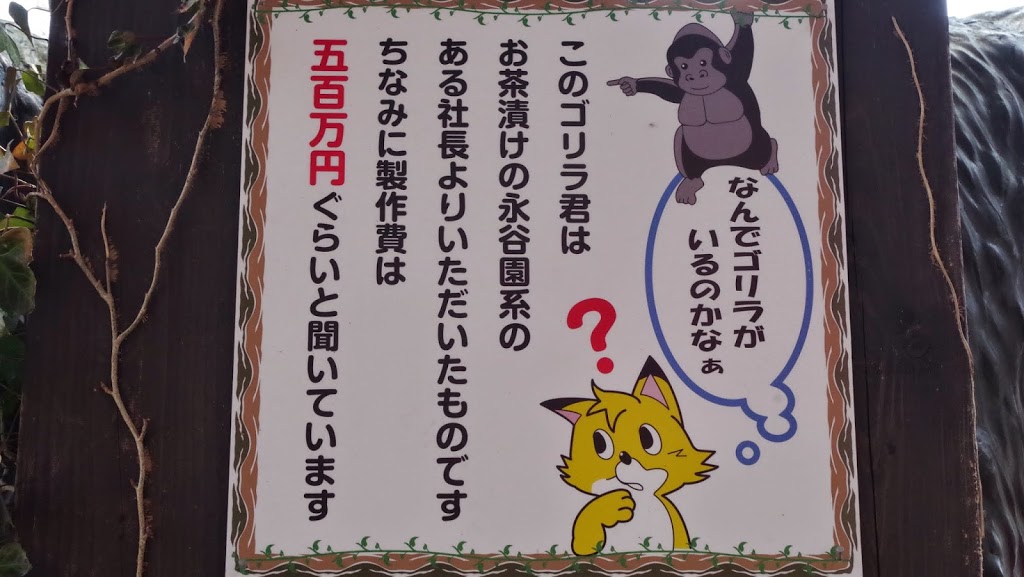 なんでゴリラが
いるのかなぁ
?
このゴリラ君は
お茶漬けの永谷園系の
ある社長よりいただいたものです
ちなみに製作費は
五百万円ぐらいと聞いています